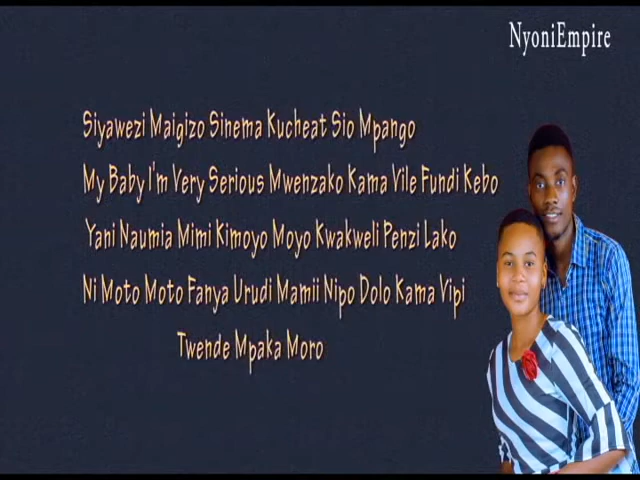 NyoniEmpire
Siyawezi Maigizo Sinema Kucheat Sio Mpango
My Baby I'm Very Serious Mwenzako Kama Vile Fundi Kebo
Yani Naumia Mimi Kimoyo Moyo Kwakweli Penzi Lako
Ni Moto Moto Fanya Urudi Mamii Nipo Dolo Kama Vipi
Twende Mpaka Moro